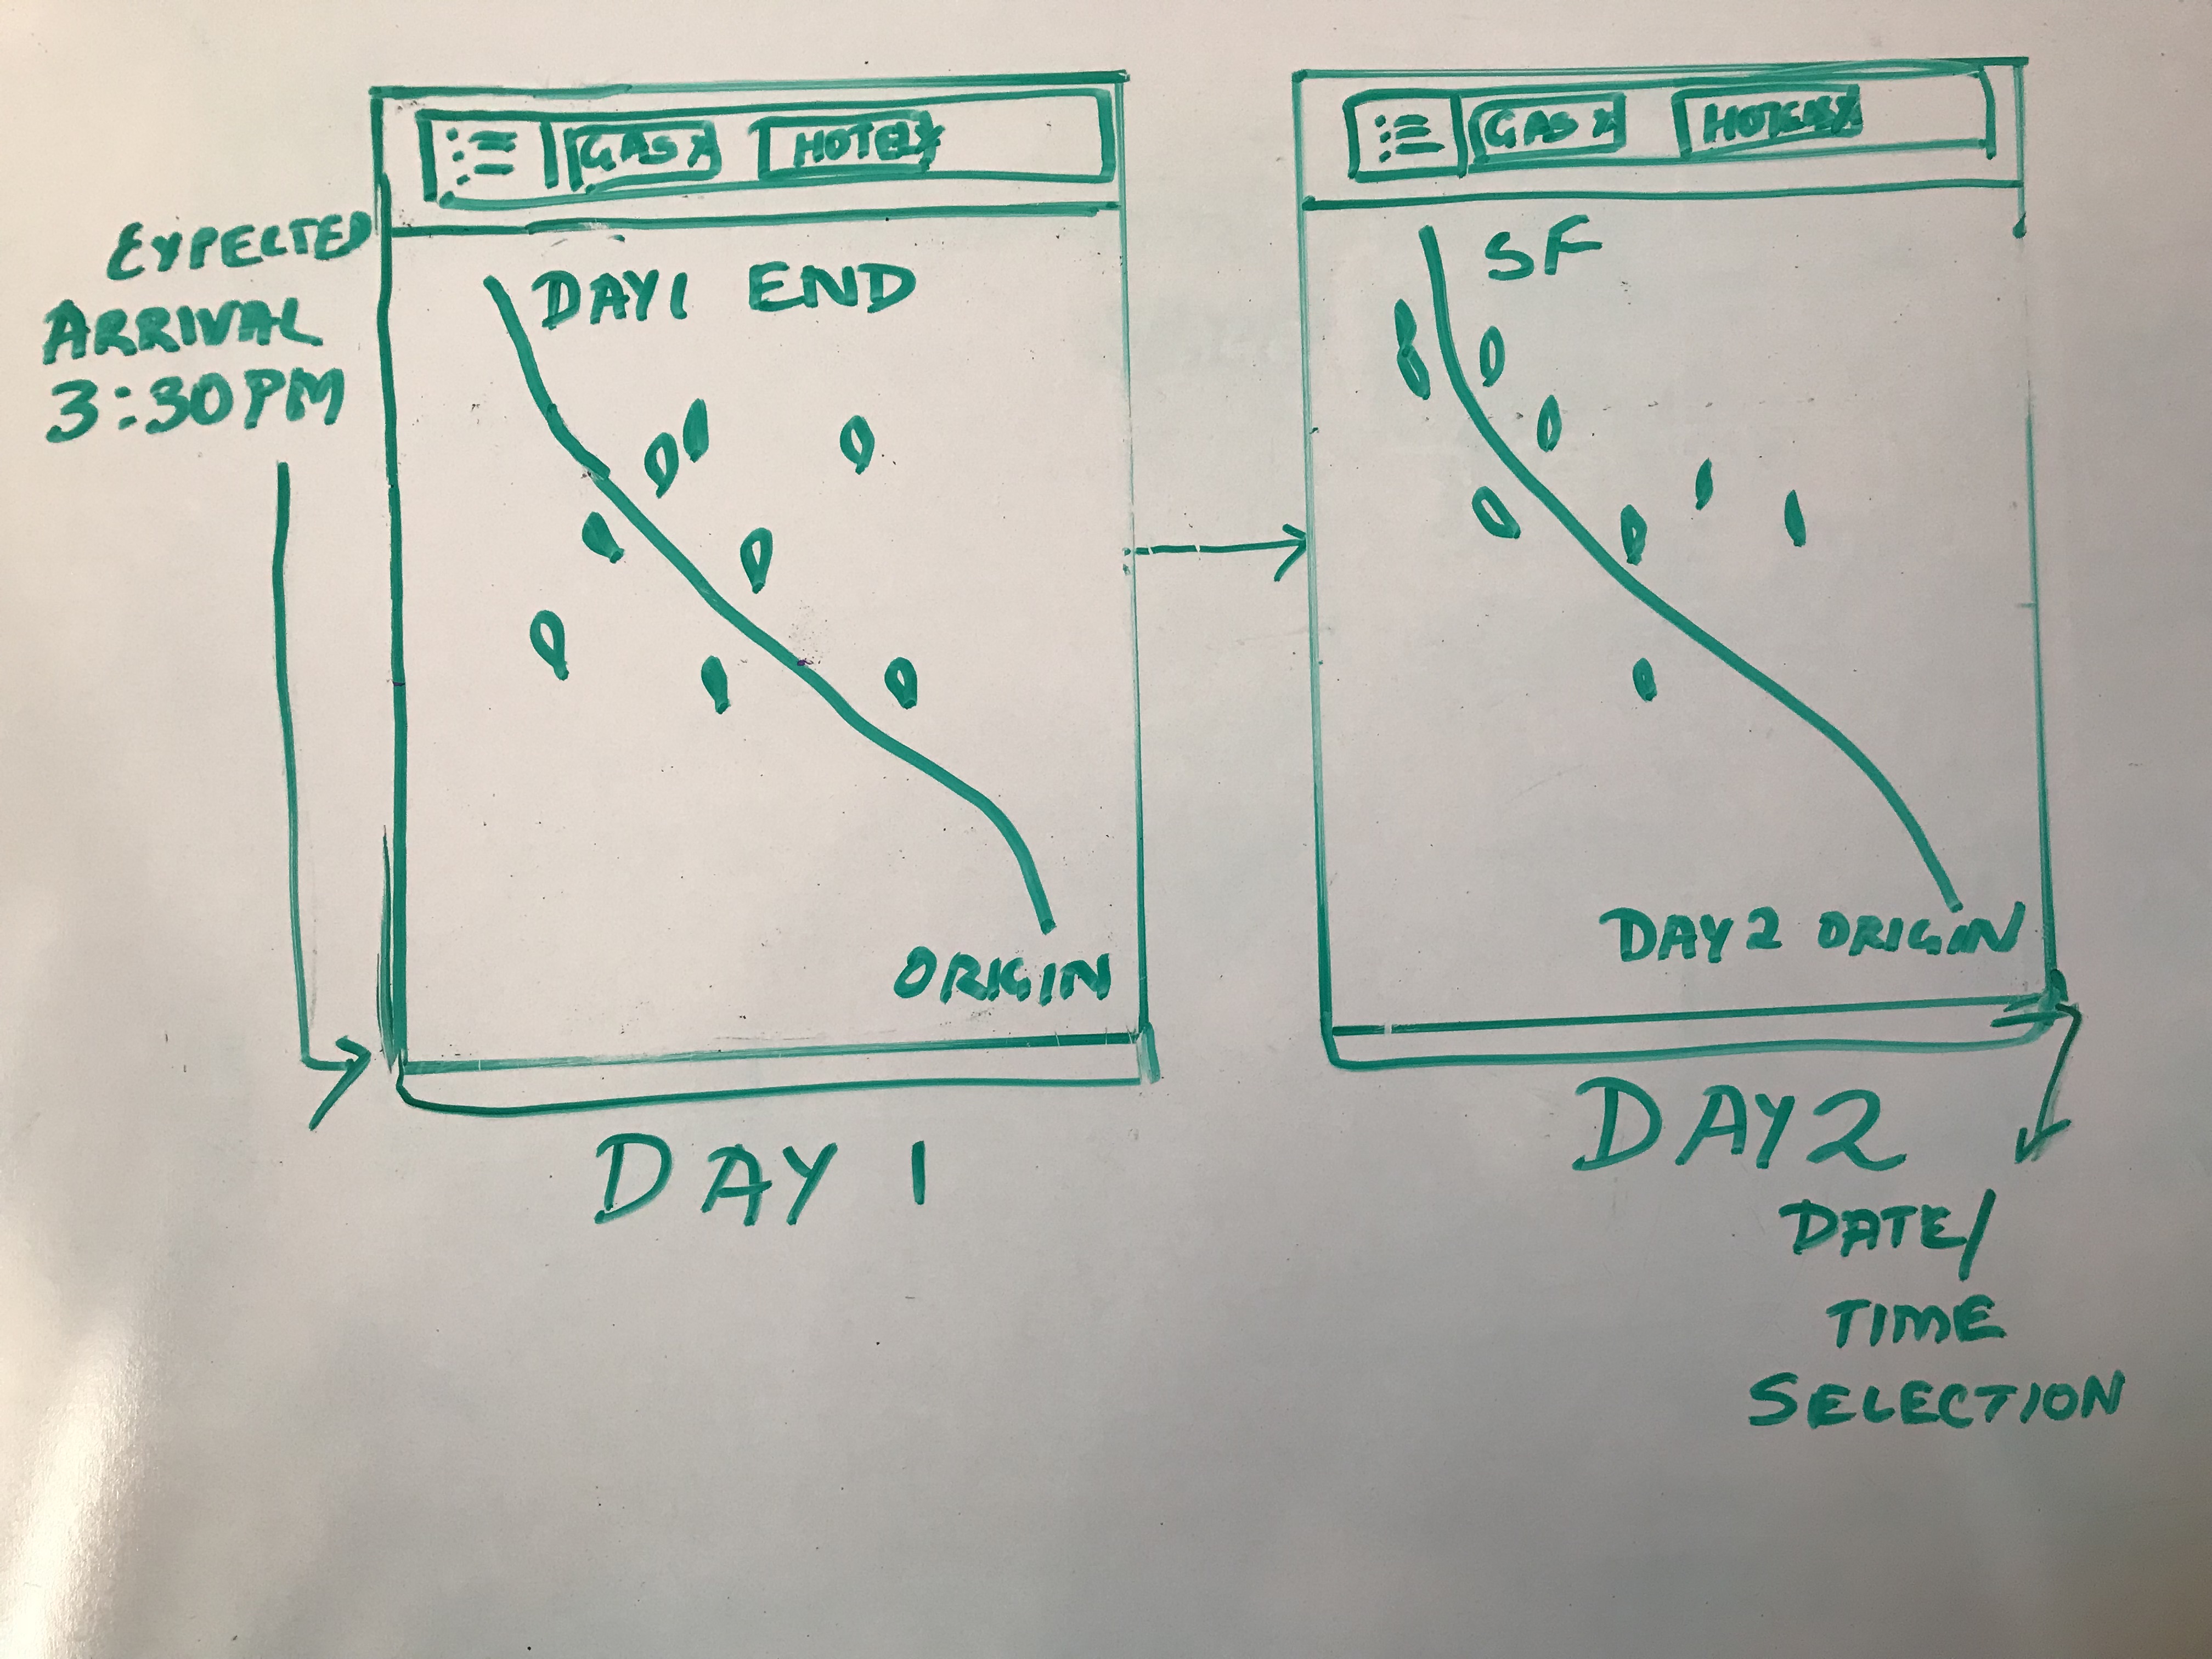 GAS X HOTEL X
EXPECTED
ARRIVAL
3:30PM
DAY1 END
ORIGIN
DAY 1
GAS X HOTELS X
SF
DAY2 ORIGIN
DAY2
DATE/
TIME
SELECTION